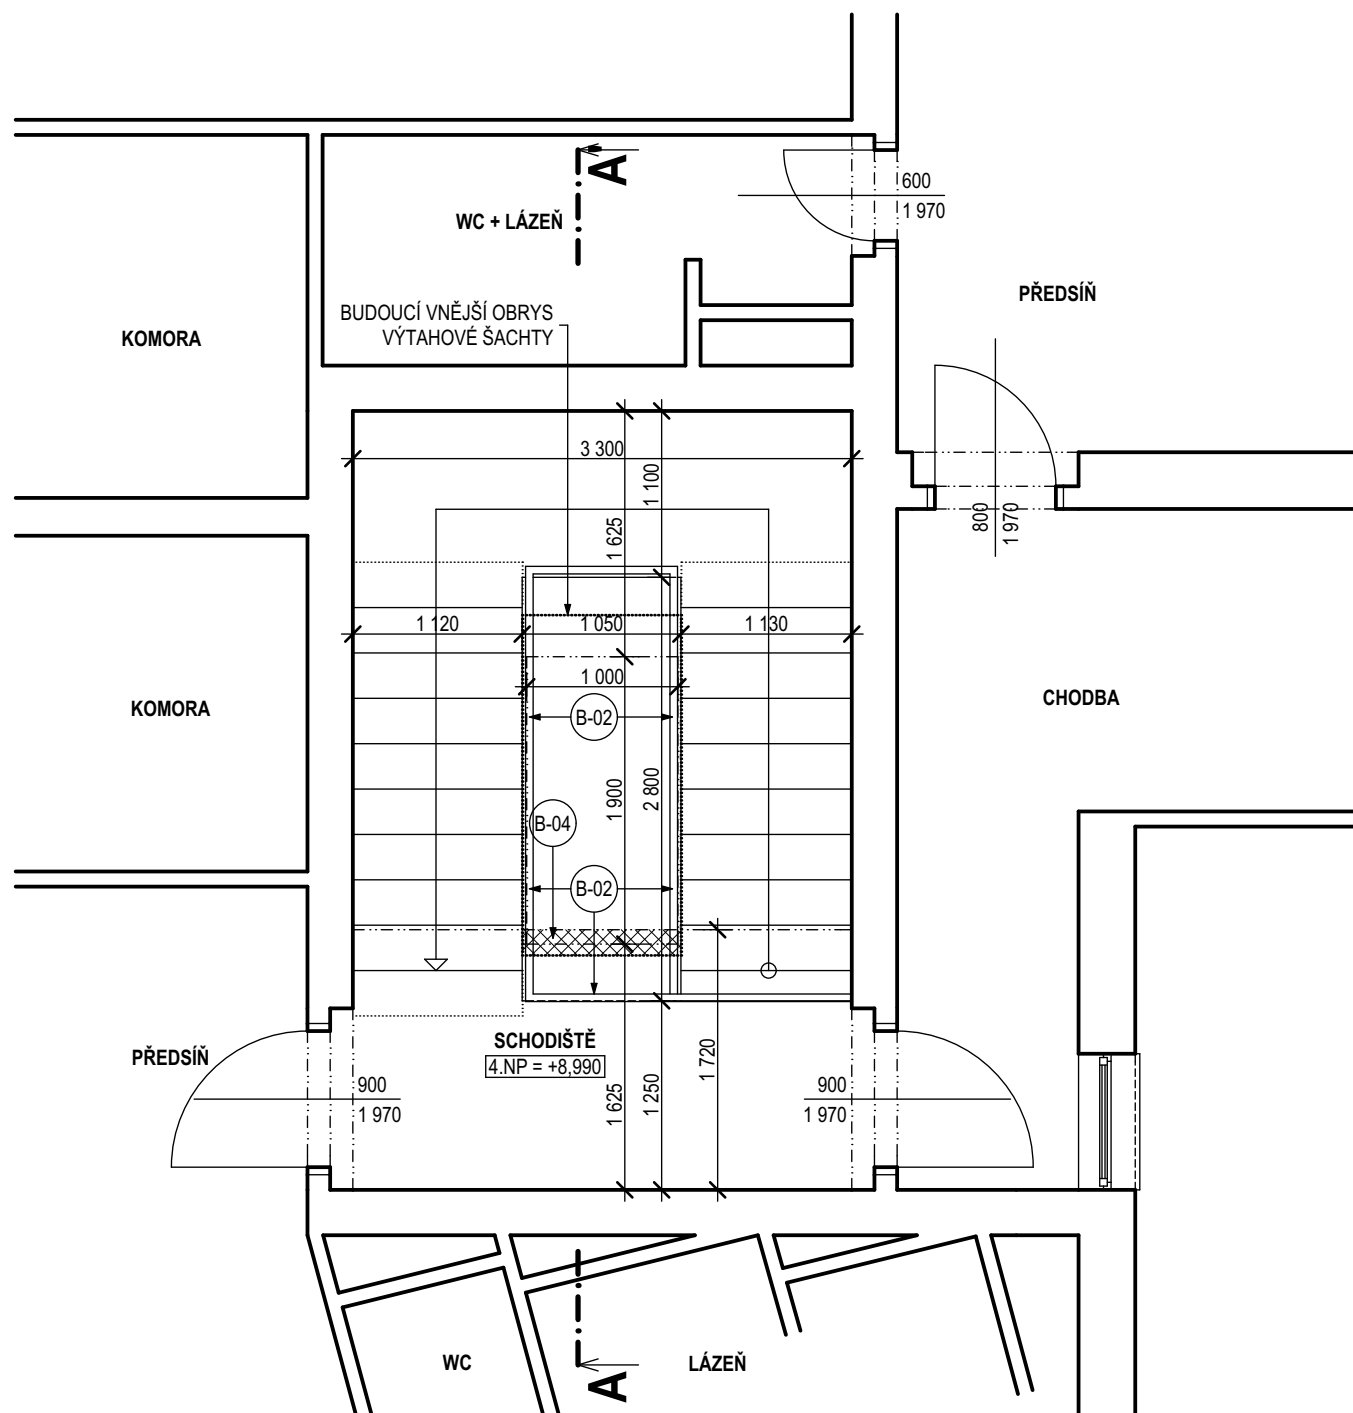 A
600
WC + LÁZEŇ
1 970
PŘEDSÍŇ
BUDOUCÍ VNĚJŠÍ OBRYS
VÝTAHOVÉ ŠACHTY
KOMORA
3 300
1 100
1 625
800
1 970
1 120
1 050
1 130
1 000
CHODBA
KOMORA
B-02
1 900
2 800
B-04
B-02
SCHODIŠTĚ
4.NP = +8,990
PŘEDSÍŇ
1 720
900
1 970
1 625
1 250
900
1 970
WC
LÁZEŇ
A